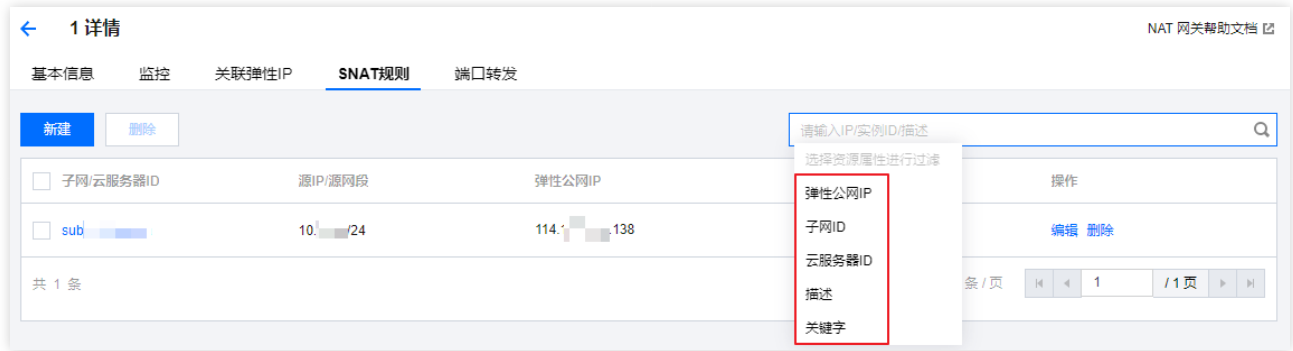 1 详情
NAT 网关帮助文档
基本信息 监控 关联弹性IP SNAT规则 端口转发
新建 删除
请输入IP/实例ID/描述
选择资源属性进行过滤
子网/云服务器ID 源IP/源网段 弹性公网IP 操作
弹性公网IP
sub 10. /24 114. .138 编辑 删除
子网ID
云服务器ID
共 1 条 条 / 页 1 / 1 页
描述
关键字